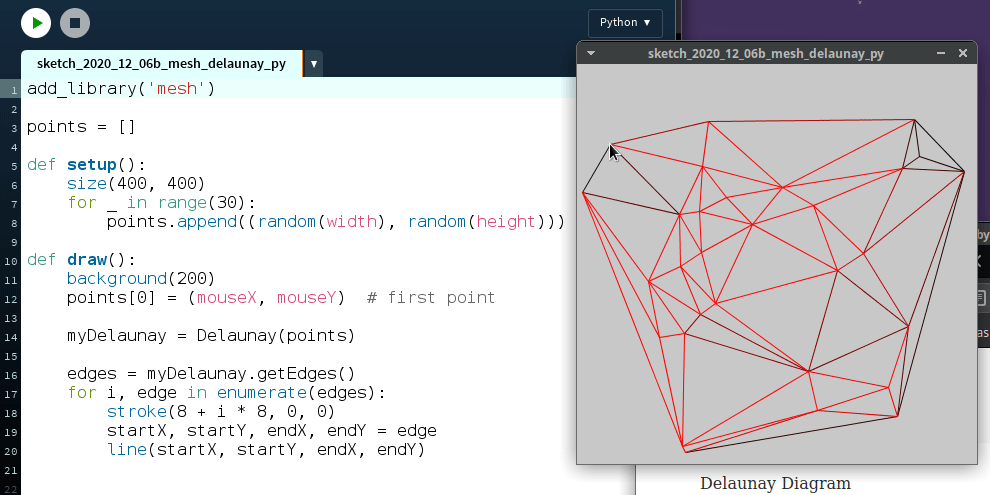 Python ▾
sketch_2020_12_06b_mesh_delaunay_py ▼
sketch_2020_12_06b_mesh_delaunay_py
1 add_library('mesh')
2
3 points = []
4
5 def setup():
6     size(400, 400)
7     for _ in range(30):
8         points.append((random(width), random(height)))
9
10 def draw():
11     background(200)
12     points[0] = (mouseX, mouseY)  # first point
13
14     myDelaunay = Delaunay(points)
15
16     edges = myDelaunay.getEdges()
17     for i, edge in enumerate(edges):
18         stroke(8 + i * 8, 0, 0)
19         startX, startY, endX, endY = edge
20         line(startX, startY, endX, endY)
21
22
by
as
Delaunay Diagram